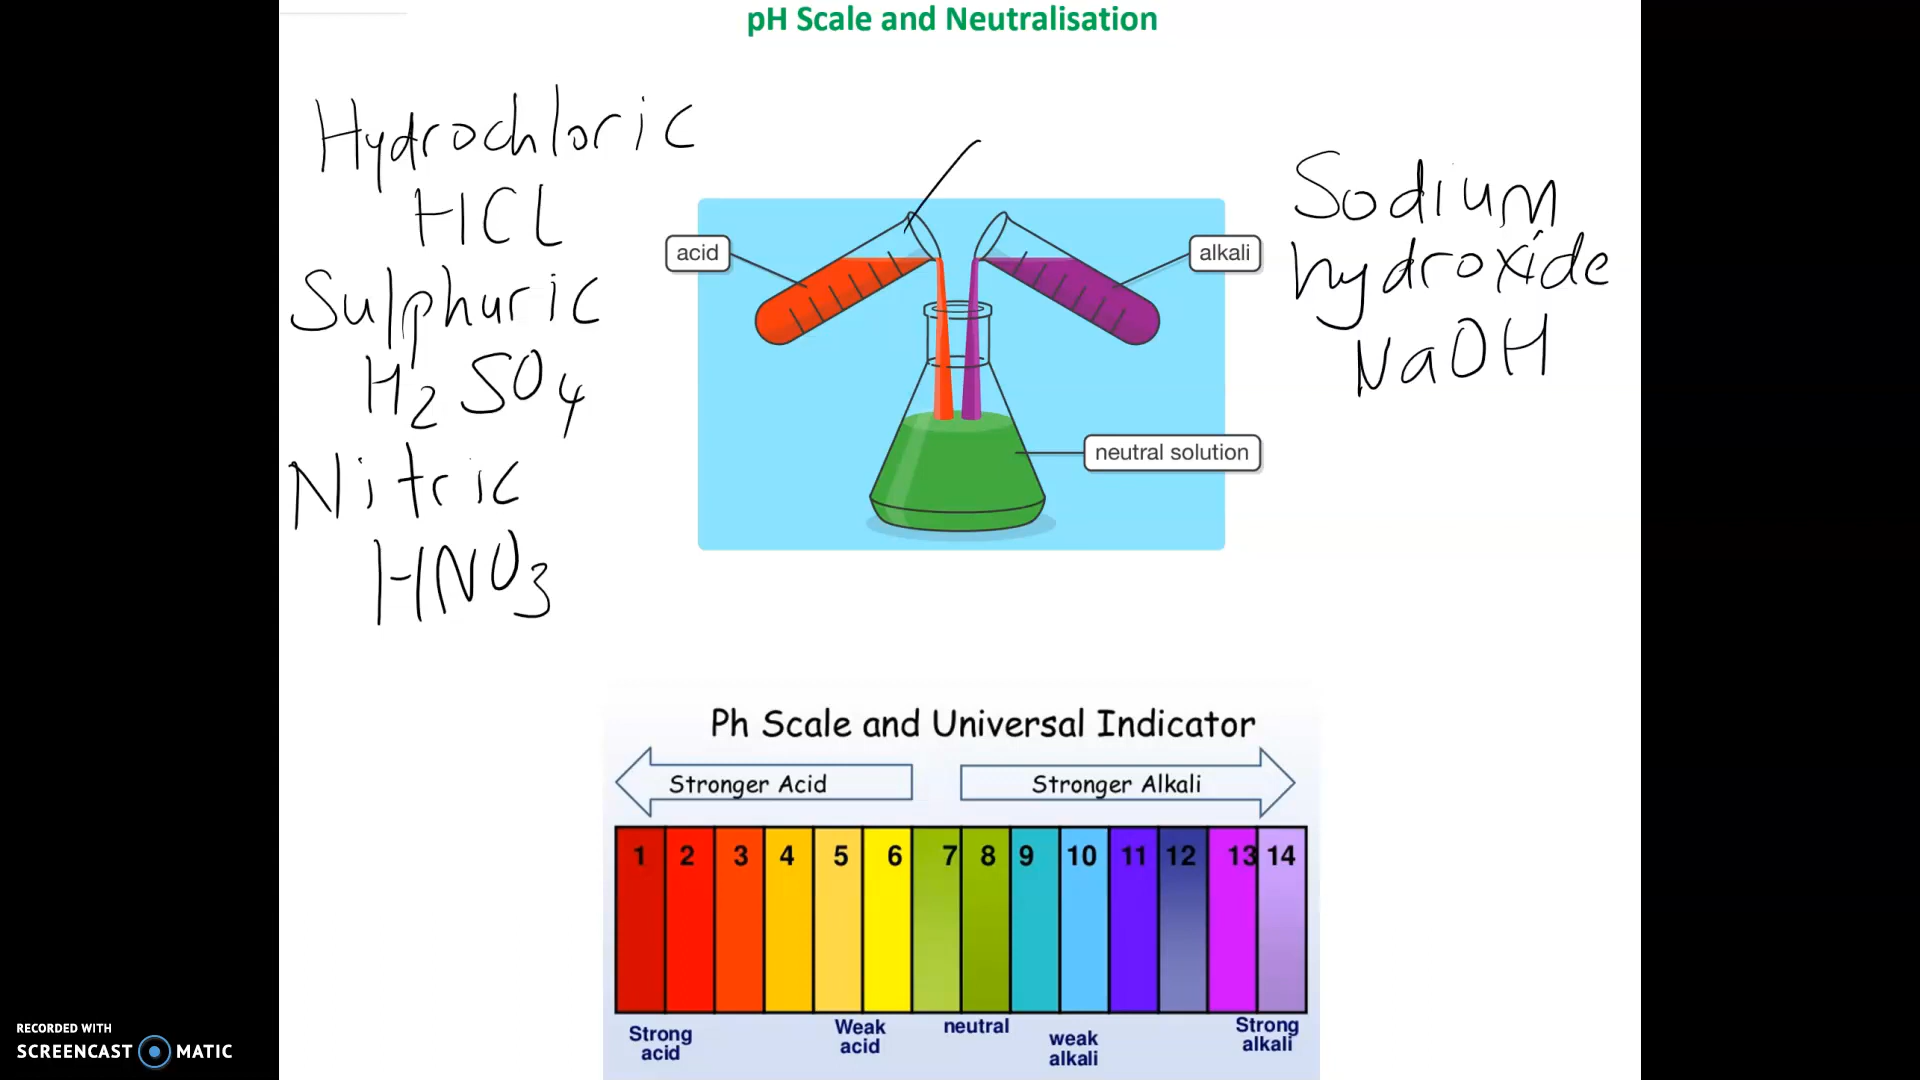 pH Scale and Neutralisation
Hydrochloric
HCL
Sulphuric
H₂SO₄
Nitric
HNO₃
acid
alkali
neutral solution
Sodium
hydroxide
NaOH
Ph Scale and Universal Indicator
Stronger Acid
Stronger Alkali
1 2 3 4 5 6 7 8 9 10 11 12 13 14
Strong
acid
Weak
acid
neutral
weak
alkali
Strong
alkali
RECORDED WITH
SCREENCAST MATIC